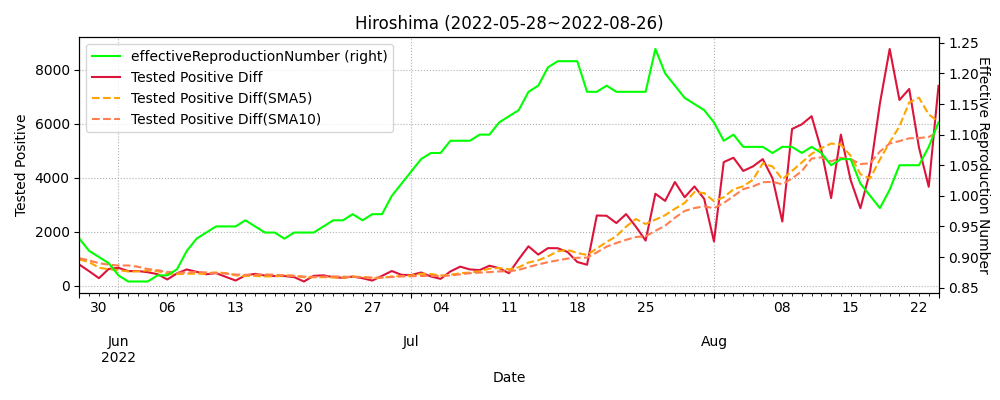 Hiroshima (2022-05-28~2022-08-26)
effectiveReproductionNumber (right)
Tested Positive Diff
Tested Positive Diff(SMA5)
Tested Positive Diff(SMA10)
Tested Positive
8000
6000
4000
2000
0
Effective Reproduction Number
1.25
1.20
1.15
1.10
1.05
1.00
0.95
0.90
0.85
30 06 13 20 27 04 11 18 25 08 15 22
Jun Jul Aug
2022
Date